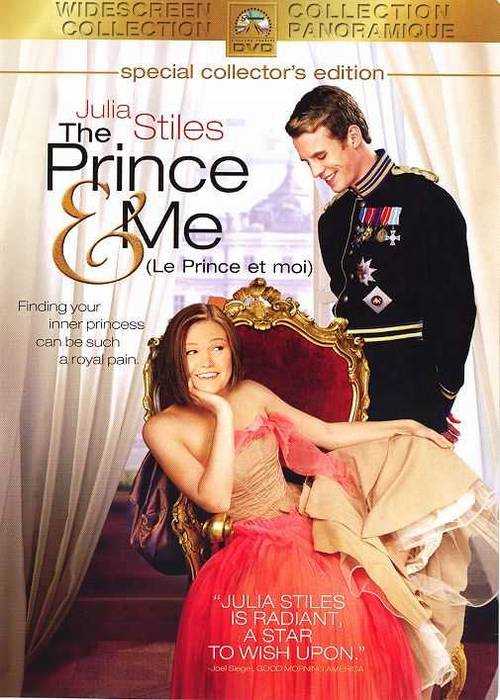 WIDESCREEN
COLLECTION
DVD
COLLECTION
PANORAMIQUE
special collector's edition
Julia
Stiles
The
Prince
& Me
(Le Prince et moi)
Finding your
inner princess
can be such
a royal pain.
"JULIA STILES
IS RADIANT,
A STAR
TO WISH UPON."
-Joel Siegel, GOOD MORNING AMERICA